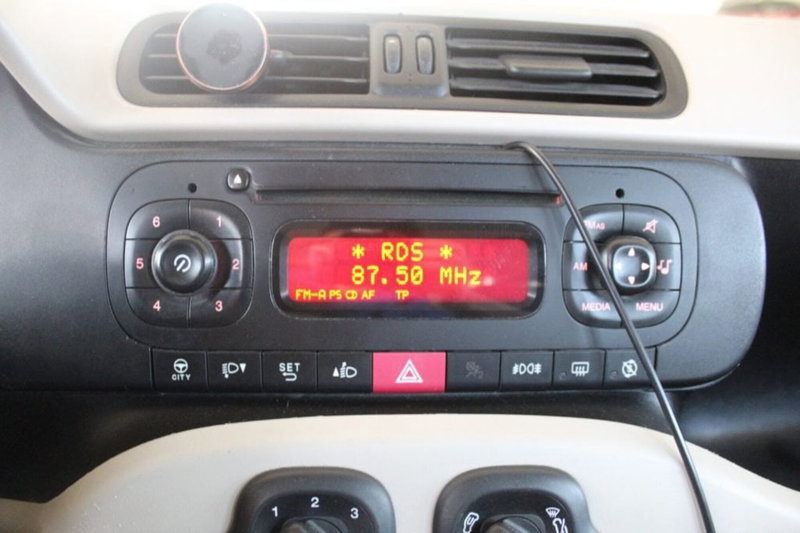 6 1
5 2
4 3
* RDS *
87.50 MHz
FM-A PS CD AF TP
AM
MEDIA MENU
CITY
SET
1 2 3